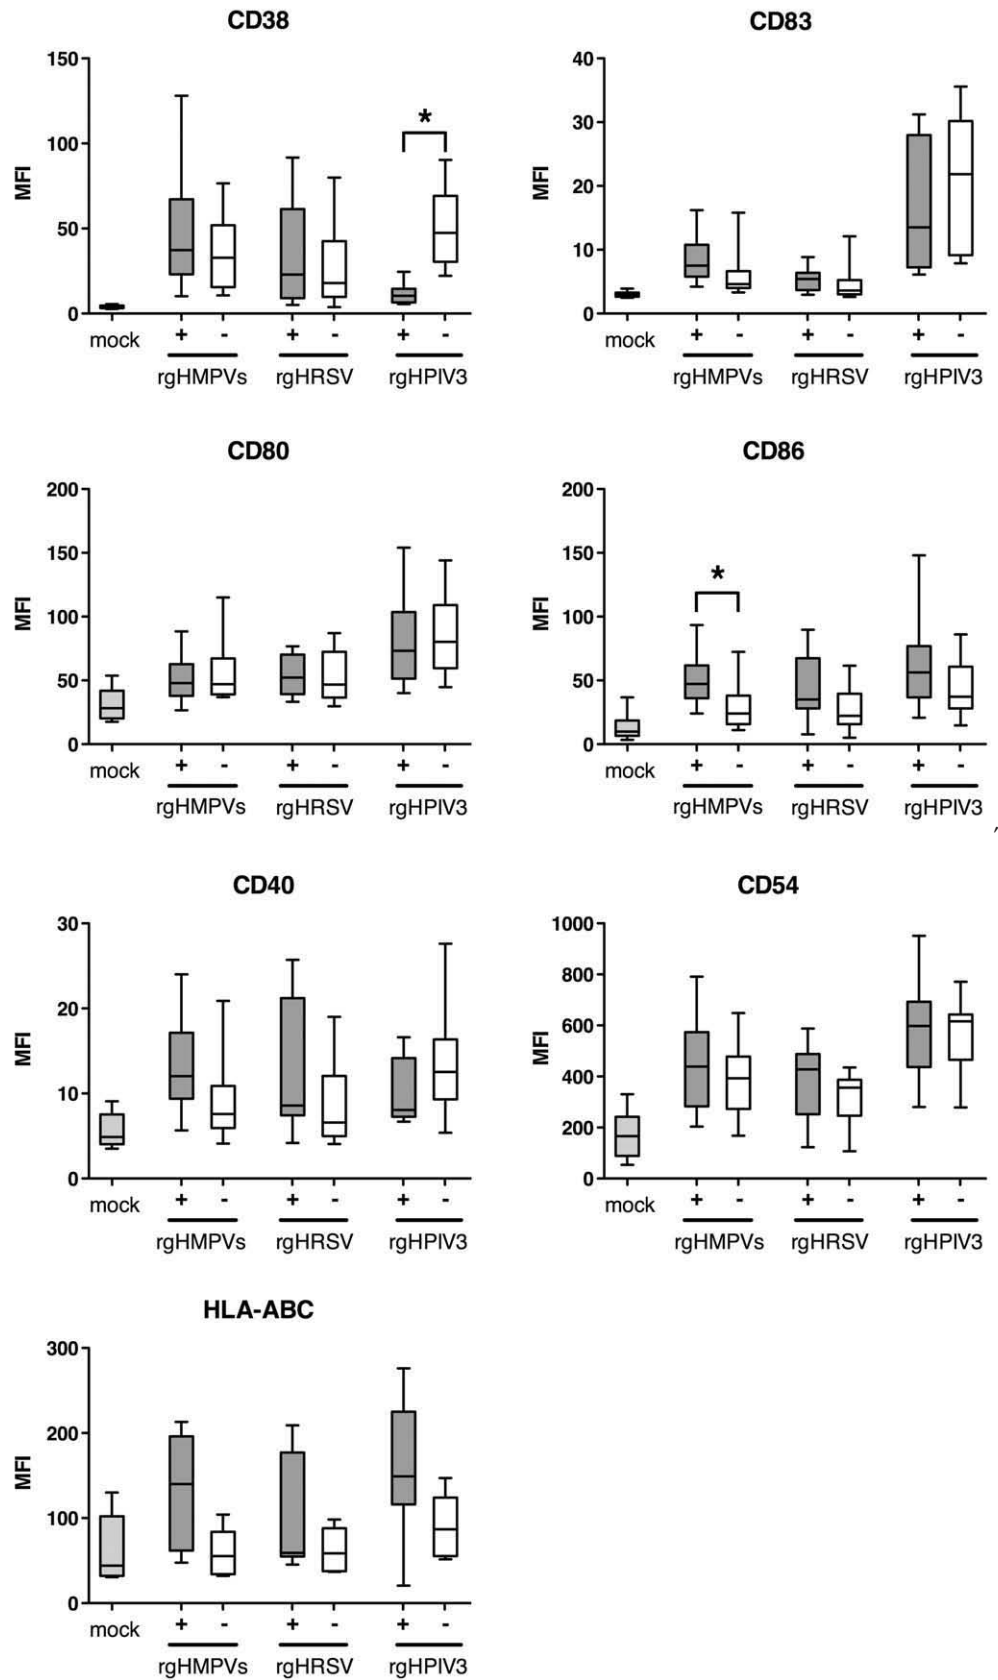 CD38
150
100
50
0
MFI
*
mock
+ - + - + -
rgHMPVs rgHRSV rgHPIV3
CD83
40
30
20
10
0
MFI
mock
+ - + - + -
rgHMPVs rgHRSV rgHPIV3
CD80
200
150
100
50
0
MFI
mock
+ - + - + -
rgHMPVs rgHRSV rgHPIV3
CD86
200
150
100
50
0
MFI
*
mock
+ - + - + -
rgHMPVs rgHRSV rgHPIV3
,
CD40
30
20
10
0
MFI
mock
+ - + - + -
rgHMPVs rgHRSV rgHPIV3
CD54
1000
800
600
400
200
0
MFI
mock
+ - + - + -
rgHMPVs rgHRSV rgHPIV3
HLA-ABC
300
200
100
0
MFI
mock
+ - + - + -
rgHMPVs rgHRSV rgHPIV3